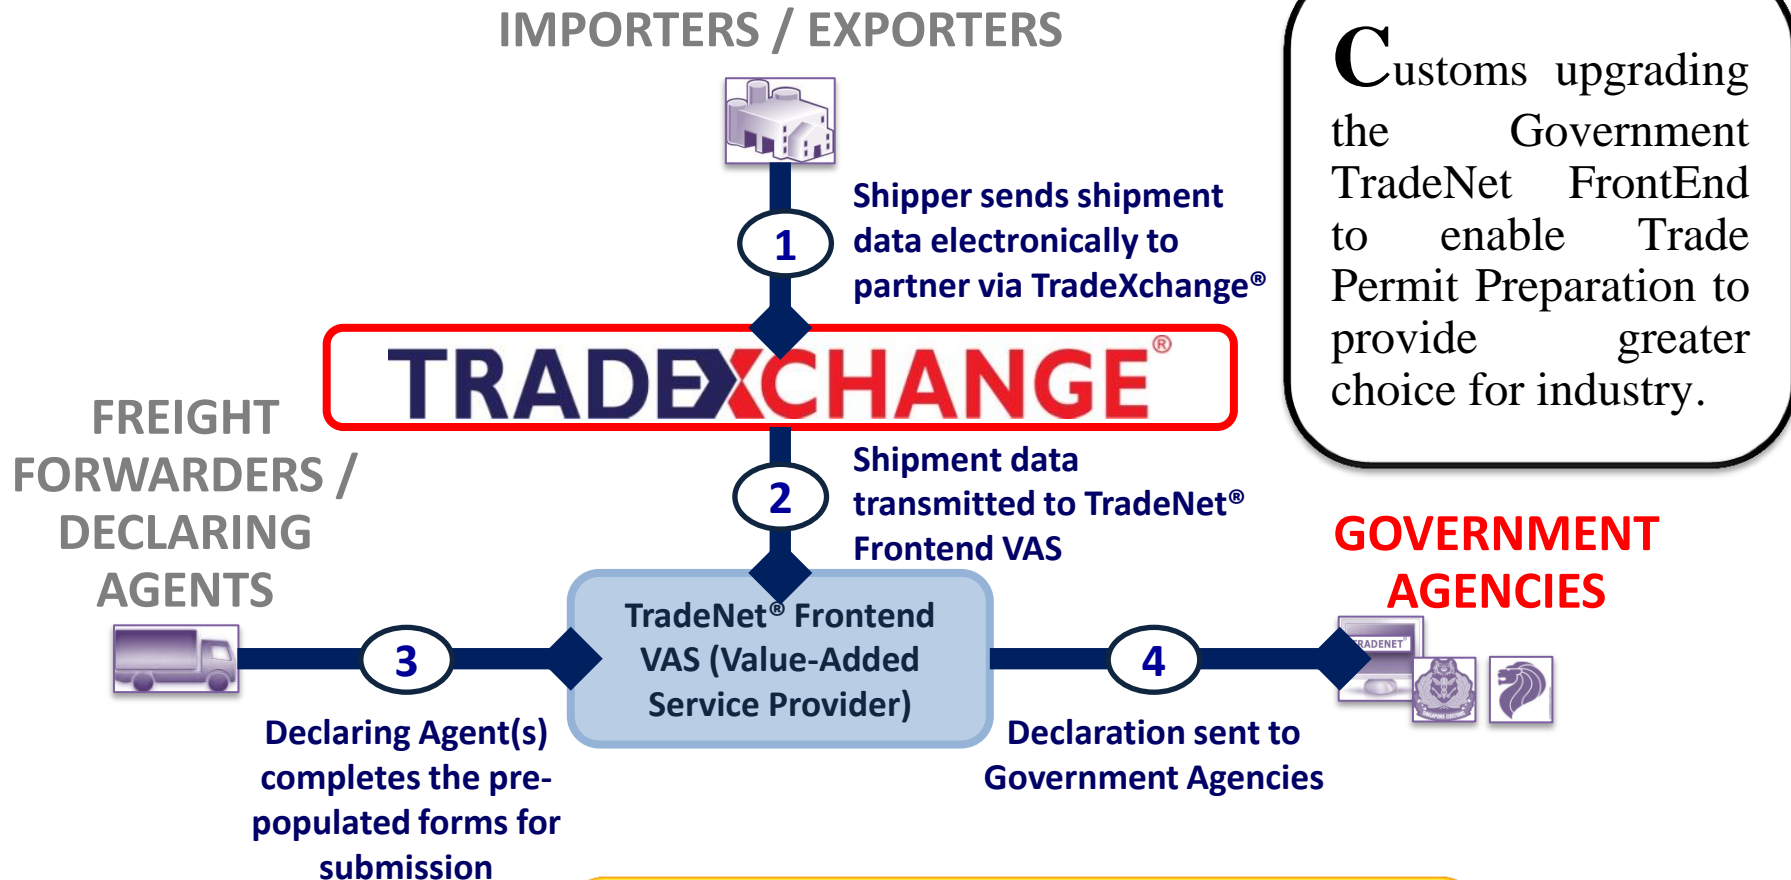 IMPORTERS / EXPORTERS
Customs upgrading
the Government
TradeNet FrontEnd
to enable Trade
Permit Preparation to
provide greater
choice for industry.
1
Shipper sends shipment
data electronically to
partner via TradeXchange®
TRADEXCHANGE®
FREIGHT
FORWARDERS /
DECLARING
AGENTS
2
Shipment data
transmitted to TradeNet®
Frontend VAS
GOVERNMENT
AGENCIES
TradeNet® Frontend
VAS (Value-Added
Service Provider)
3
4
TRADENET®
Declaring Agent(s)
completes the pre-
populated forms for
submission
Declaration sent to
Government Agencies